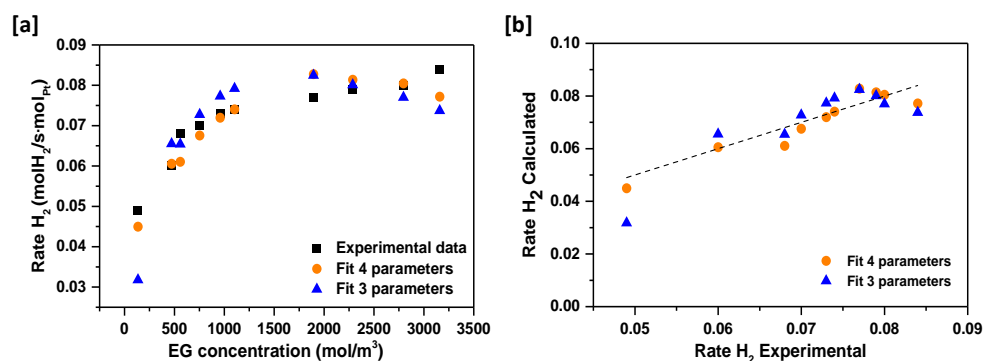 [a]
0.09
0.08
0.07
0.06
0.05
0.04
0.03
Rate H₂ (molH₂/s·mol_Pt)
Experimental data
Fit 4 parameters
Fit 3 parameters
0 500 1000 1500 2000 2500 3000 3500
EG concentration (mol/m³)
[b]
0.10
0.08
0.06
0.04
0.02
0.00
Rate H₂ Calculated
Fit 4 parameters
Fit 3 parameters
0.05 0.06 0.07 0.08 0.09
Rate H₂ Experimental